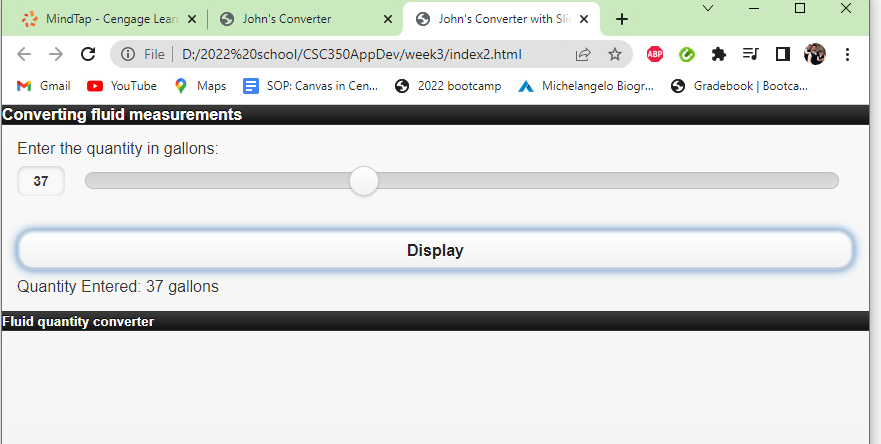 MindTap - Cengage Lear
John's Converter
John's Converter with Sli
File | D:/2022%20school/CSC350AppDev/week3/index2.html
ABP
Gmail
YouTube
Maps
SOP: Canvas in Cen...
2022 bootcamp
Michelangelo Biogr...
Gradebook | Bootca...
Converting fluid measurements
Enter the quantity in gallons:
37
Display
Quantity Entered: 37 gallons
Fluid quantity converter